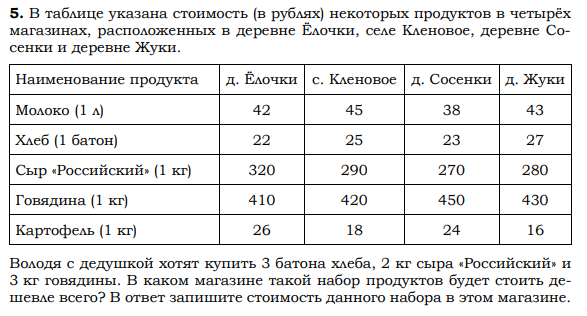 5. В таблице указана стоимость (в рублях) некоторых продуктов в четырёх
магазинах, расположенных в деревне Ёлочки, селе Кленовое, деревне Со-
сенки и деревне Жуки.
Наименование продукта д. Ёлочки с. Кленовое д. Сосенки д. Жуки
Молоко (1 л) 42 45 38 43
Хлеб (1 батон) 22 25 23 27
Сыр «Российский» (1 кг) 320 290 270 280
Говядина (1 кг) 410 420 450 430
Картофель (1 кг) 26 18 24 16
Володя с дедушкой хотят купить 3 батона хлеба, 2 кг сыра «Российский» и
3 кг говядины. В каком магазине такой набор продуктов будет стоить де-
шевле всего? В ответ запишите стоимость данного набора в этом магазине.